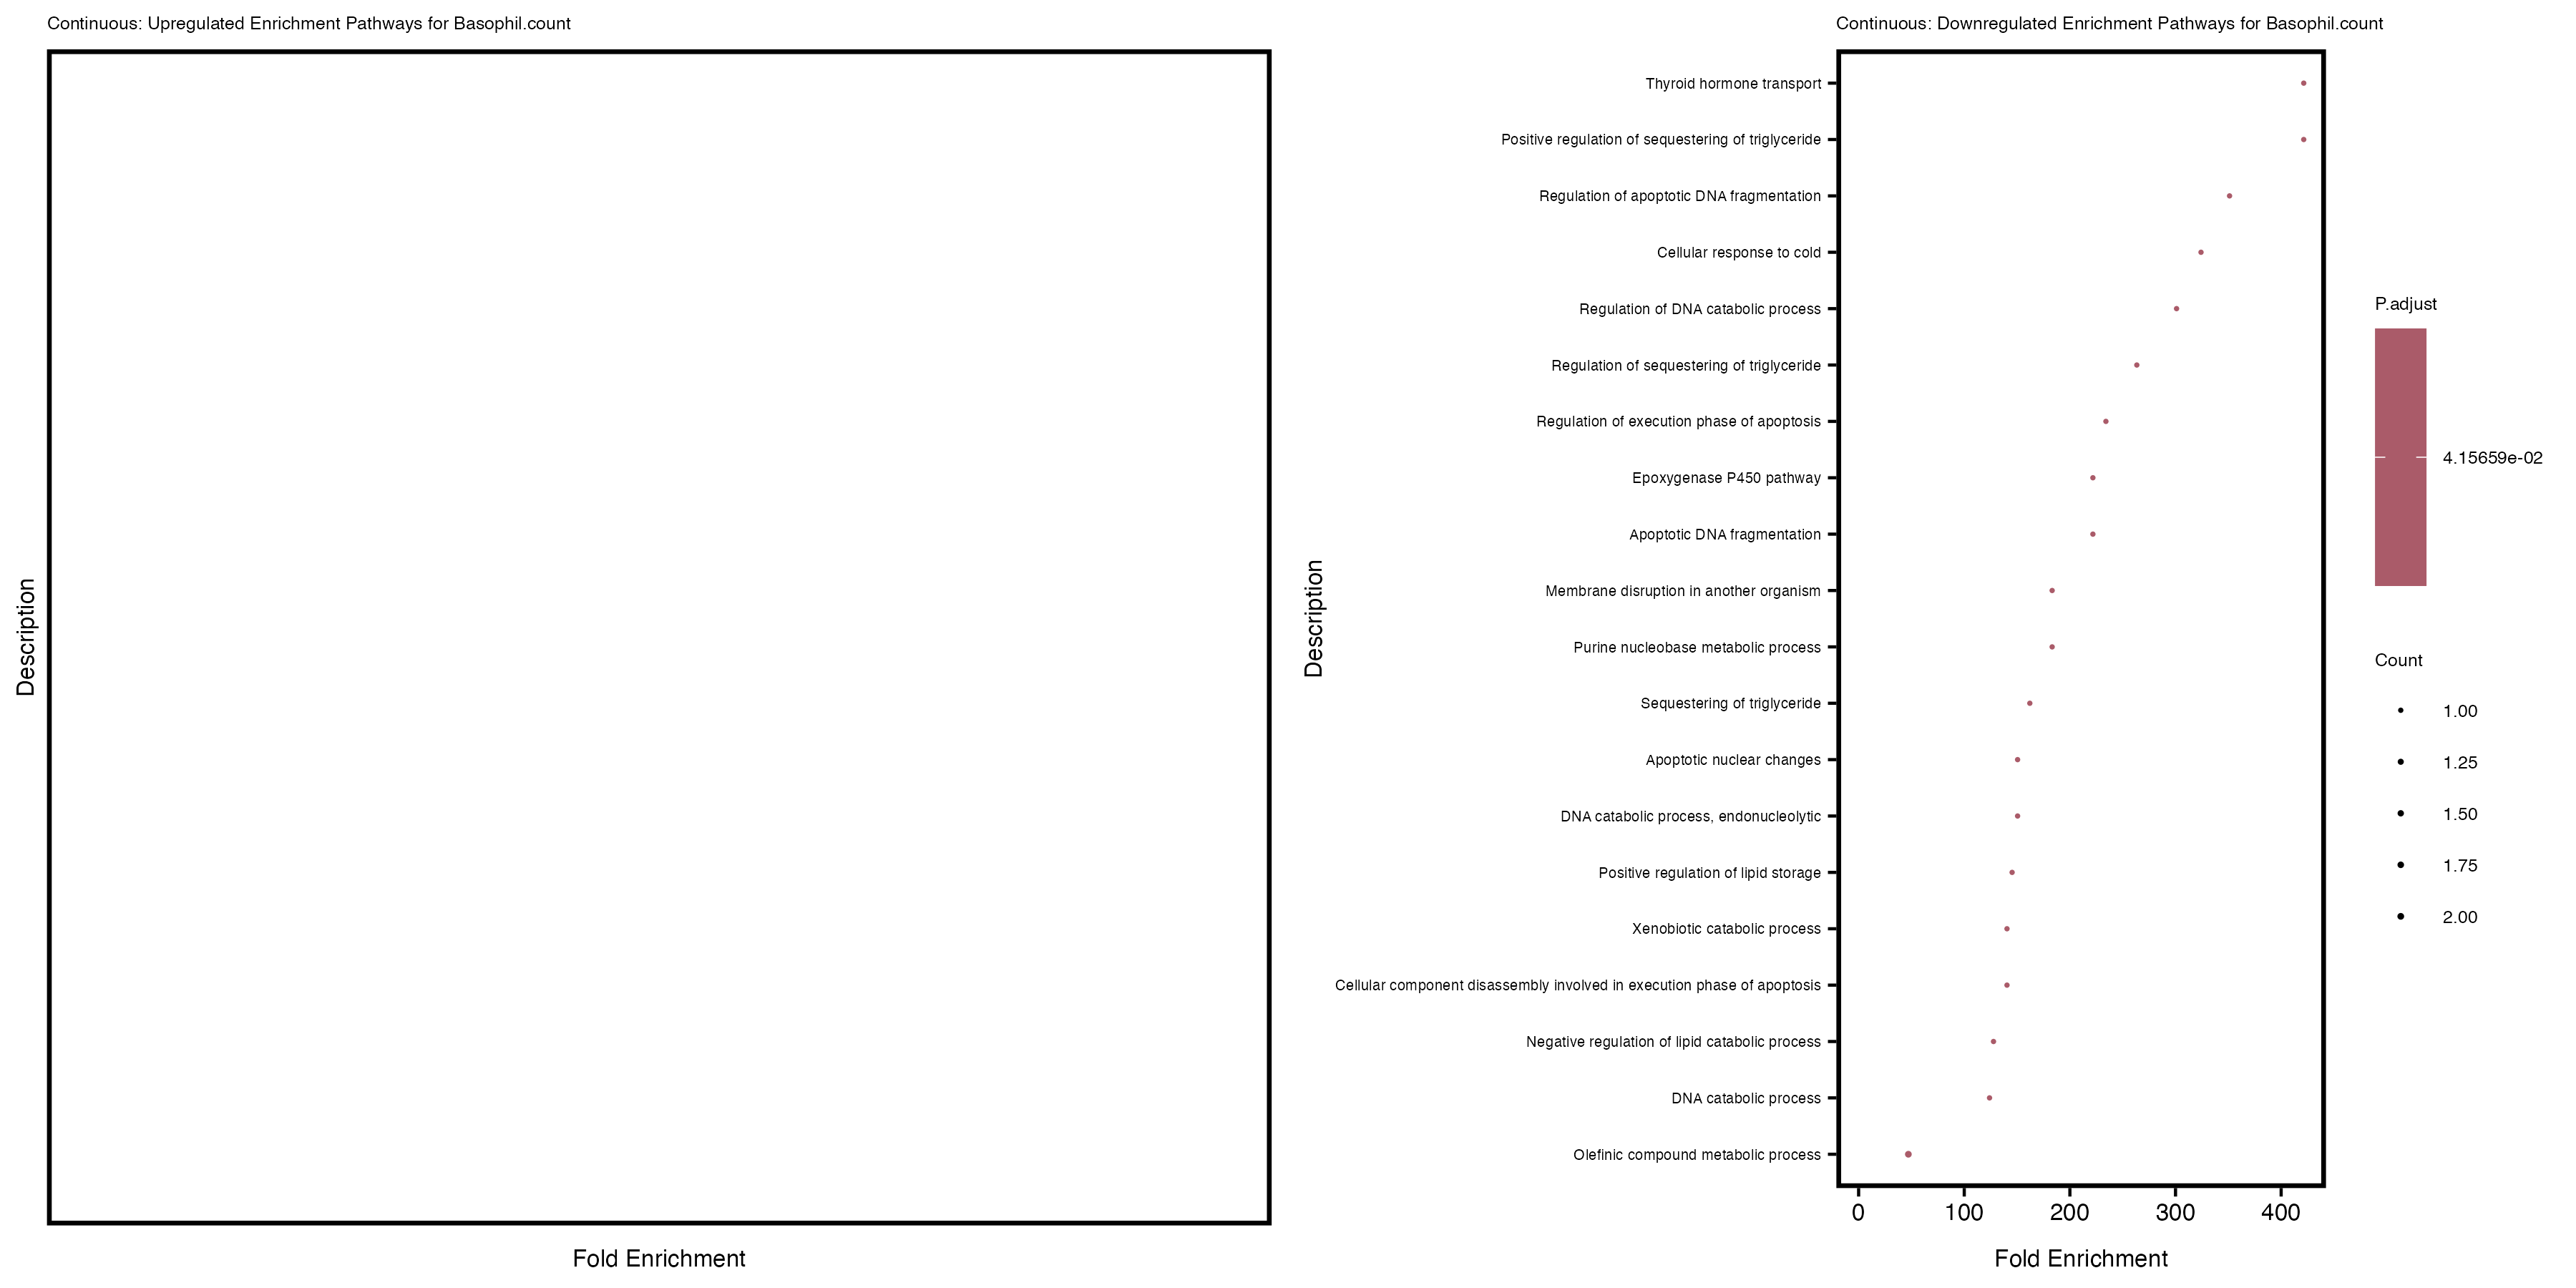 Continuous: Upregulated Enrichment Pathways for Basophil.count
Description
Fold Enrichment
Continuous: Downregulated Enrichment Pathways for Basophil.count
Description
Thyroid hormone transport
Positive regulation of sequestering of triglyceride
Regulation of apoptotic DNA fragmentation
Cellular response to cold
Regulation of DNA catabolic process
Regulation of sequestering of triglyceride
Regulation of execution phase of apoptosis
Epoxygenase P450 pathway
Apoptotic DNA fragmentation
Membrane disruption in another organism
Purine nucleobase metabolic process
Sequestering of triglyceride
Apoptotic nuclear changes
DNA catabolic process, endonucleolytic
Positive regulation of lipid storage
Xenobiotic catabolic process
Cellular component disassembly involved in execution phase of apoptosis
Negative regulation of lipid catabolic process
DNA catabolic process
Olefinic compound metabolic process
0 100 200 300 400
Fold Enrichment
P.adjust
4.15659e-02
Count
1.00
1.25
1.50
1.75
2.00